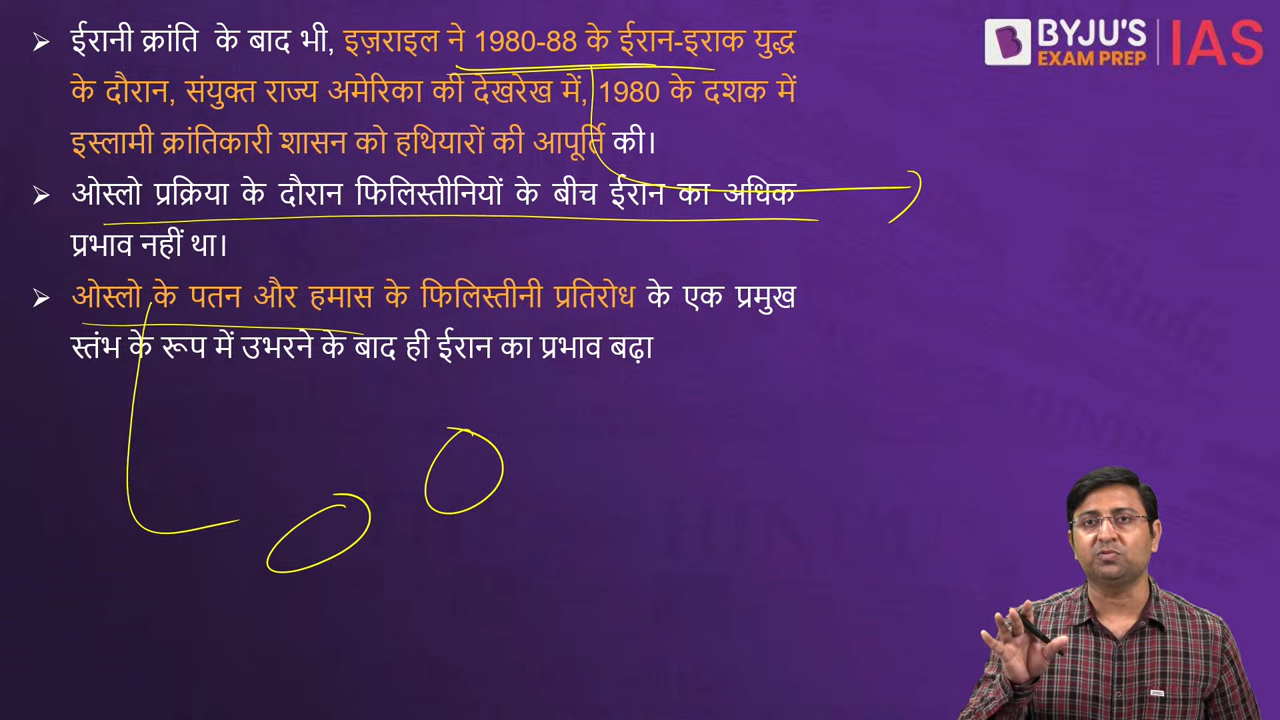 ईरानी क्रांति के बाद भी, इज़राइल ने 1980-88 के ईरान-इराक युद्ध
के दौरान, संयुक्त राज्य अमेरिका की देखरेख में, 1980 के दशक में
इस्लामी क्रांतिकारी शासन को हथियारों की आपूर्ति की।
ओस्लो प्रक्रिया के दौरान फिलिस्तीनियों के बीच ईरान का अधिक
प्रभाव नहीं था।
ओस्लो के पतन और हमास के फिलिस्तीनी प्रतिरोध के एक प्रमुख
स्तंभ के रूप में उभरने के बाद ही ईरान का प्रभाव बढ़ा
BYJU'S
EXAM PREP
IAS